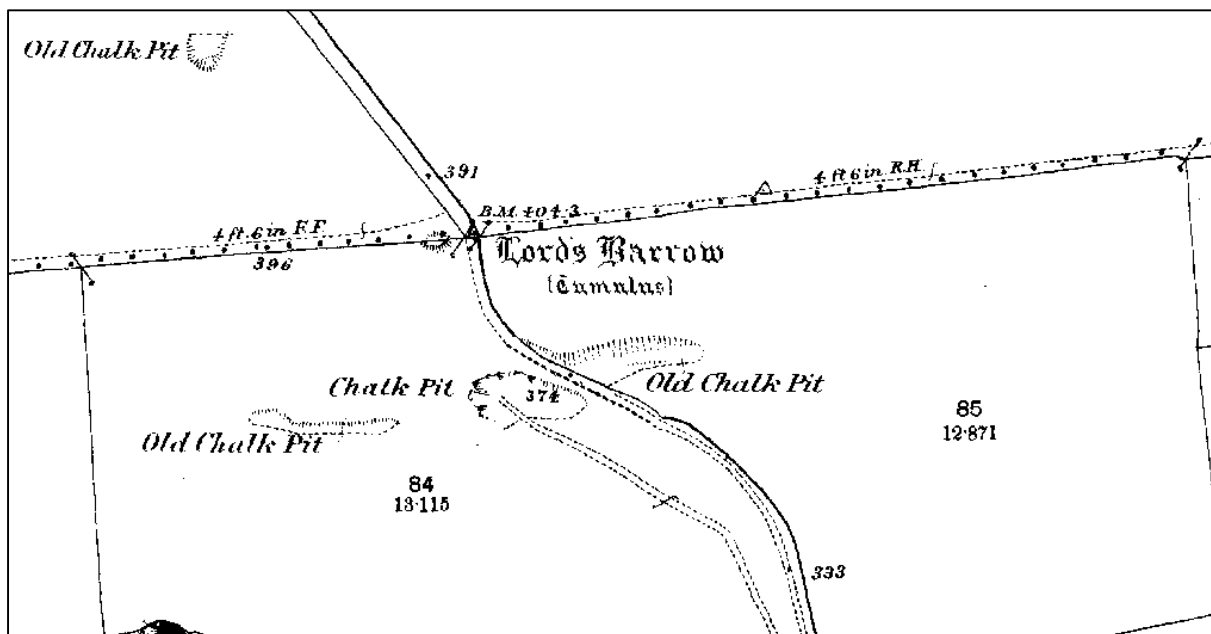 Old Chalk Pit
391
4 ft 6 in R.H.
B.M. 404·3
4 ft. 6 in F.F.
396
Lord's Barrow
(Tumulus)
Chalk Pit
374
Old Chalk Pit
Old Chalk Pit
85
12·871
84
13·115
333